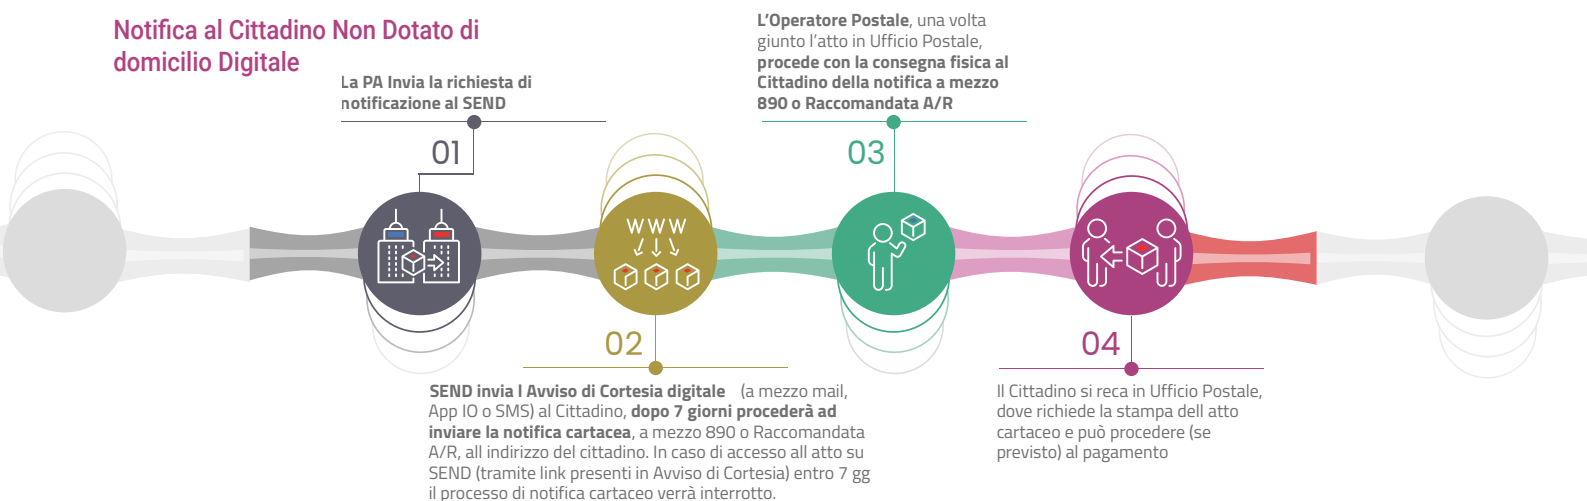 Notifica al Cittadino Non Dotato di
domicilio Digitale
La PA Invia la richiesta di
notificazione al SEND
01
WWW
02
SEND invia l Avviso di Cortesia digitale (a mezzo mail,
App IO o SMS) al Cittadino, dopo 7 giorni procederà ad
inviare la notifica cartacea, a mezzo 890 o Raccomandata
A/R, all indirizzo del cittadino. In caso di accesso all atto su
SEND (tramite link presenti in Avviso di Cortesia) entro 7 gg
il processo di notifica cartaceo verrà interrotto.
L’Operatore Postale, una volta
giunto l’atto in Ufficio Postale,
procede con la consegna fisica al
Cittadino della notifica a mezzo
890 o Raccomandata A/R
03
04
Il Cittadino si reca in Ufficio Postale,
dove richiede la stampa dell atto
cartaceo e può procedere (se
previsto) al pagamento